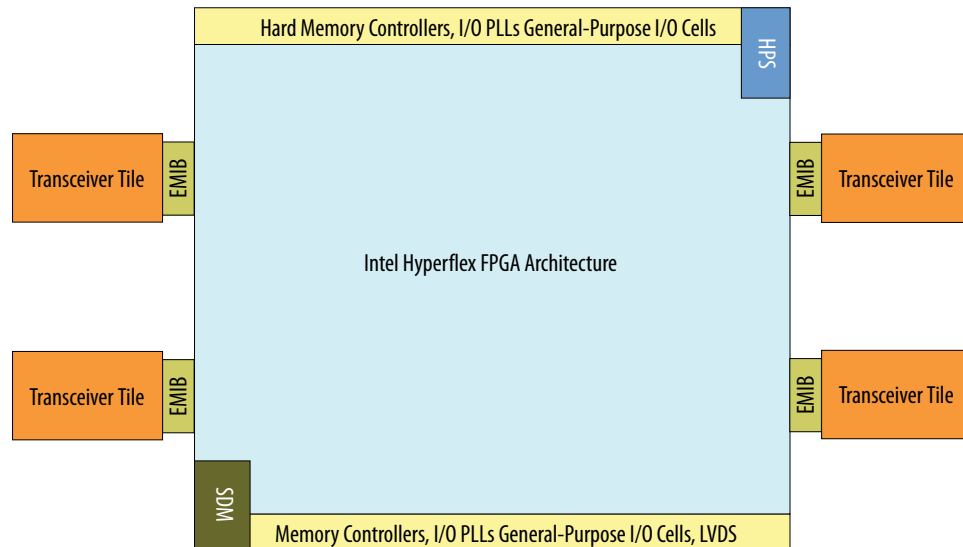 Hard Memory Controllers, I/O PLLs General-Purpose I/O Cells
HPS
Transceiver Tile
EMIB
EMIB
Transceiver Tile
Intel Hyperflex FPGA Architecture
Transceiver Tile
EMIB
EMIB
Transceiver Tile
SDM
Memory Controllers, I/O PLLs General-Purpose I/O Cells, LVDS